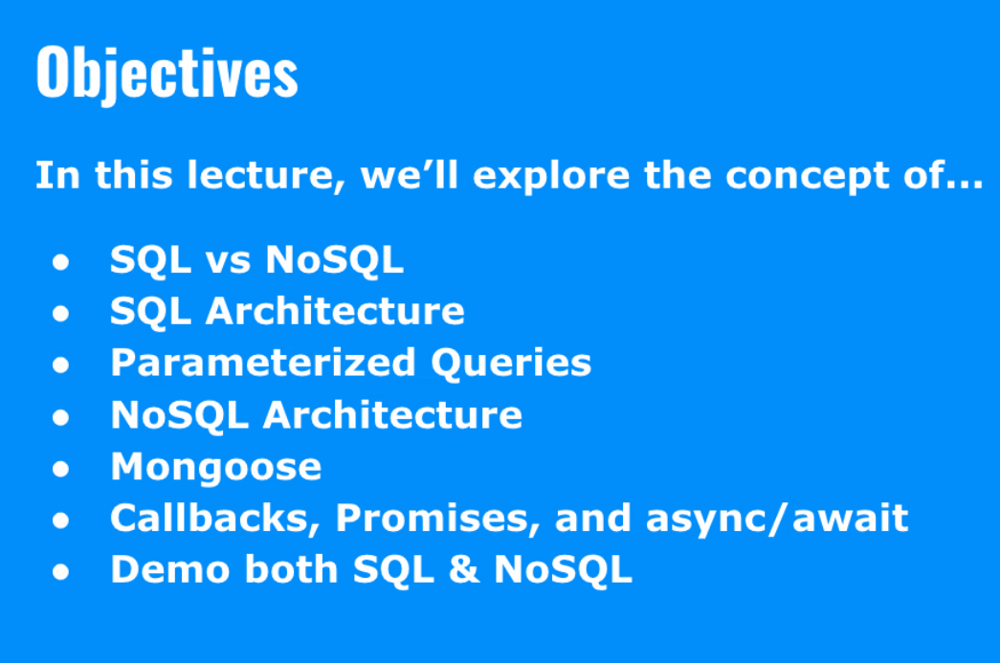 Objectives
In this lecture, we’ll explore the concept of...
● SQL vs NoSQL
● SQL Architecture
● Parameterized Queries
● NoSQL Architecture
● Mongoose
● Callbacks, Promises, and async/await
● Demo both SQL & NoSQL